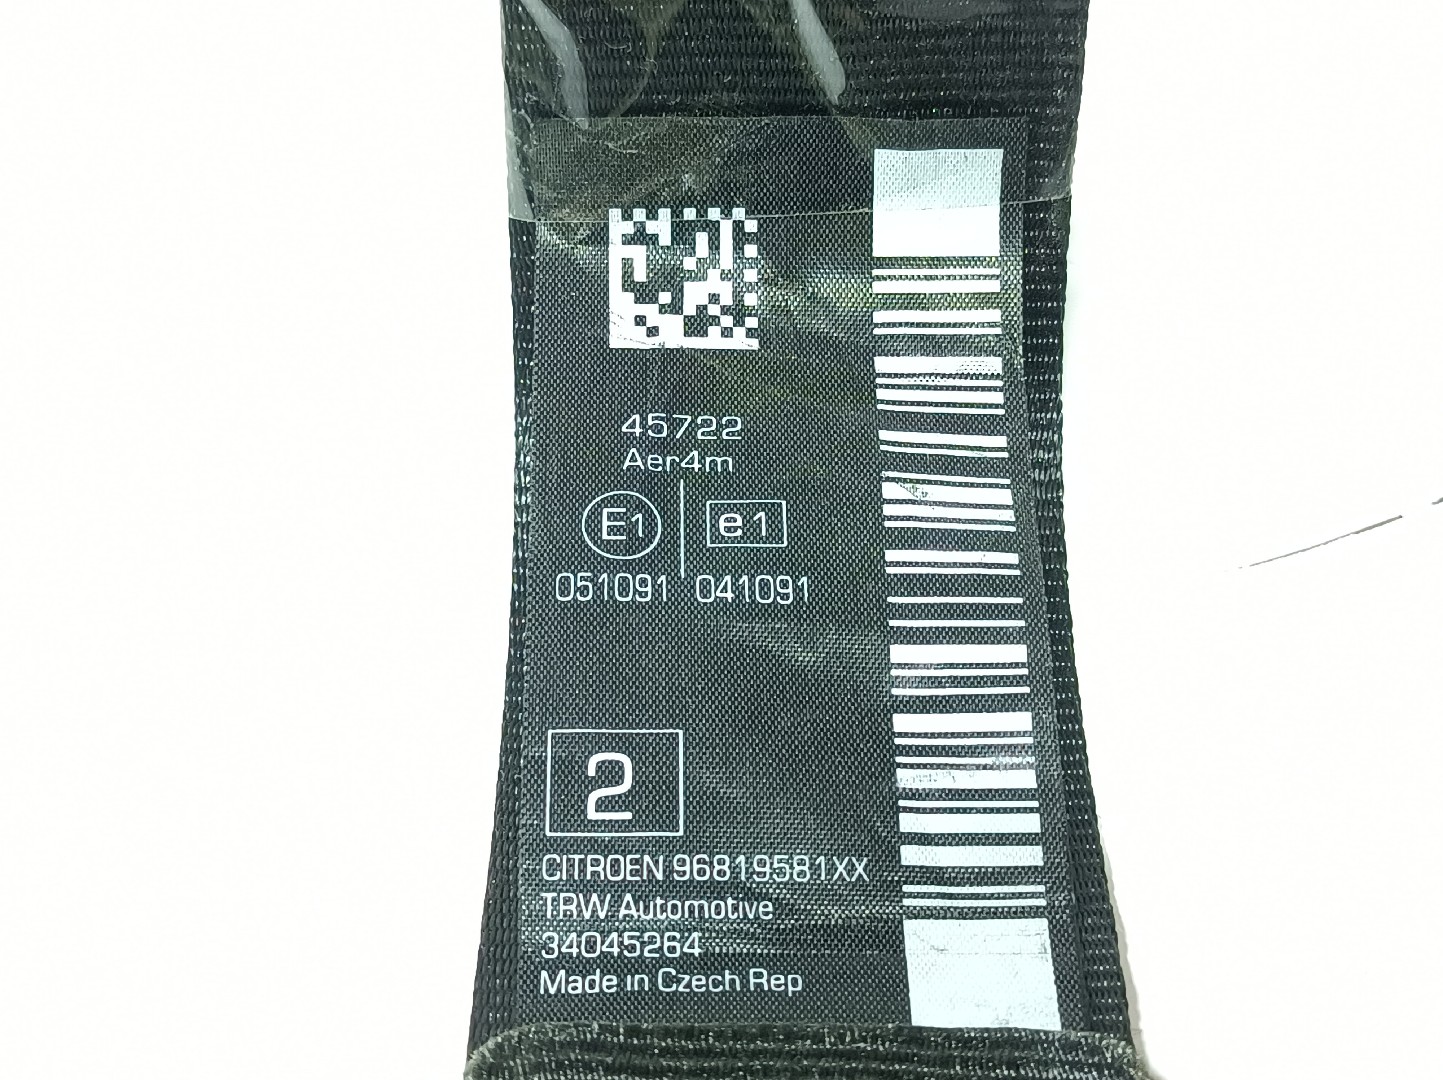 45722
Aer4m
E1 e1
051091 041091
2
CITROEN 96819581XX
TRW Automotive
34045264
Made in Czech Rep